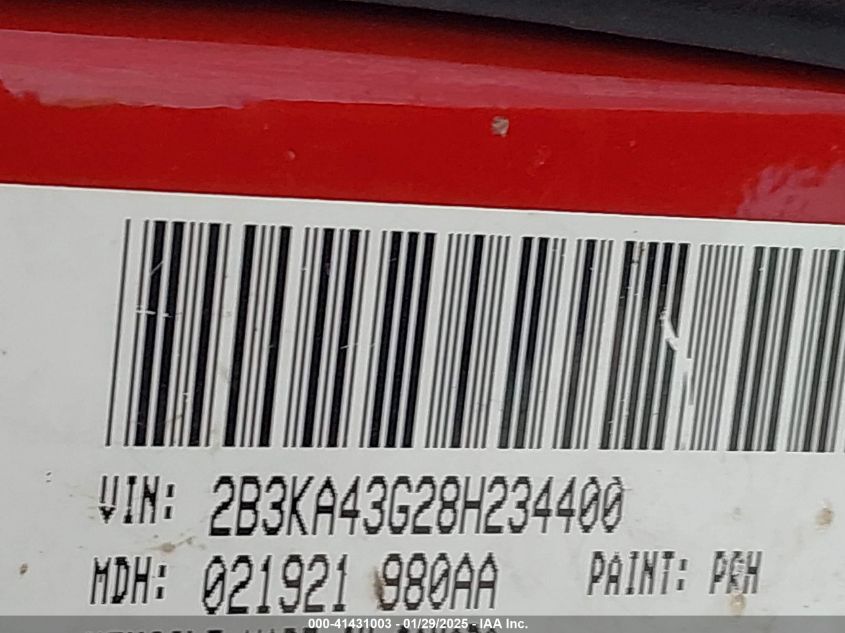 VIN: 2B3KA43G28H234400
MDH: 021921 980AA PAINT: PRH
000-41431003 - 01/29/2025 - IAA Inc.